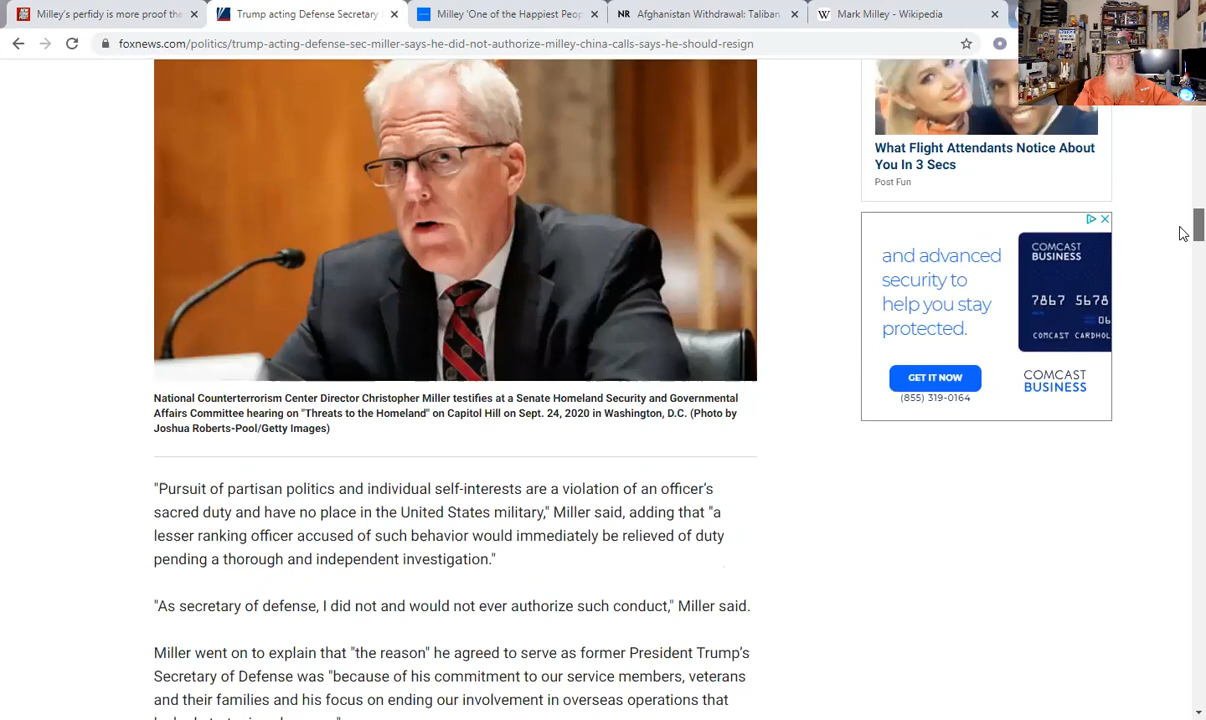 Milley's perfidy is more proof the
Trump acting Defense Secretary
Milley 'One of the Happiest Peop
NR Afghanistan Withdrawal: Taliban
W Mark Milley - Wikipedia
foxnews.com/politics/trump-acting-defense-sec-miller-says-he-did-not-authorize-milley-china-calls-says-he-should-resign
What Flight Attendants Notice About
You In 3 Secs
Post Fun
and advanced
security to
help you stay
protected.
COMCAST
BUSINESS
7867 5678
COMCAST CARDHOL
GET IT NOW
(855) 319-0164
COMCAST
BUSINESS
National Counterterrorism Center Director Christopher Miller testifies at a Senate Homeland Security and Governmental
Affairs Committee hearing on "Threats to the Homeland" on Capitol Hill on Sept. 24, 2020 in Washington, D.C. (Photo by
Joshua Roberts-Pool/Getty Images)
"Pursuit of partisan politics and individual self-interests are a violation of an officer's
sacred duty and have no place in the United States military," Miller said, adding that "a
lesser ranking officer accused of such behavior would immediately be relieved of duty
pending a thorough and independent investigation."
"As secretary of defense, I did not and would not ever authorize such conduct," Miller said.
Miller went on to explain that "the reason" he agreed to serve as former President Trump's
Secretary of Defense was "because of his commitment to our service members, veterans
and their families and his focus on ending our involvement in overseas operations that